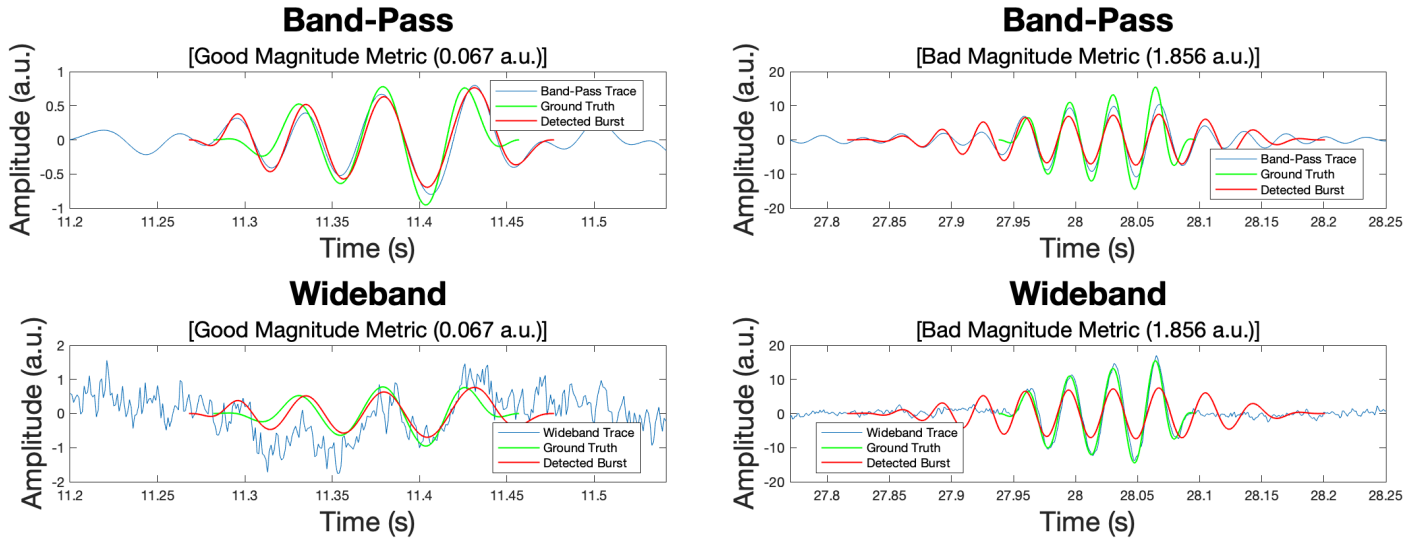 Band-Pass
[Good Magnitude Metric (0.067 a.u.)]
Amplitude (a.u.)
1
0.5
0
-0.5
-1
Band-Pass Trace
Ground Truth
Detected Burst
11.2 11.25 11.3 11.35 11.4 11.45 11.5
Time (s)
Band-Pass
[Bad Magnitude Metric (1.856 a.u.)]
Amplitude (a.u.)
20
10
0
-10
-20
Band-Pass Trace
Ground Truth
Detected Burst
27.8 27.85 27.9 27.95 28 28.05 28.1 28.15 28.2 28.25
Time (s)
Wideband
[Good Magnitude Metric (0.067 a.u.)]
Amplitude (a.u.)
2
1
0
-1
-2
Wideband Trace
Ground Truth
Detected Burst
11.2 11.25 11.3 11.35 11.4 11.45 11.5
Time (s)
Wideband
[Bad Magnitude Metric (1.856 a.u.)]
Amplitude (a.u.)
20
10
0
-10
-20
Wideband Trace
Ground Truth
Detected Burst
27.8 27.85 27.9 27.95 28 28.05 28.1 28.15 28.2 28.25
Time (s)